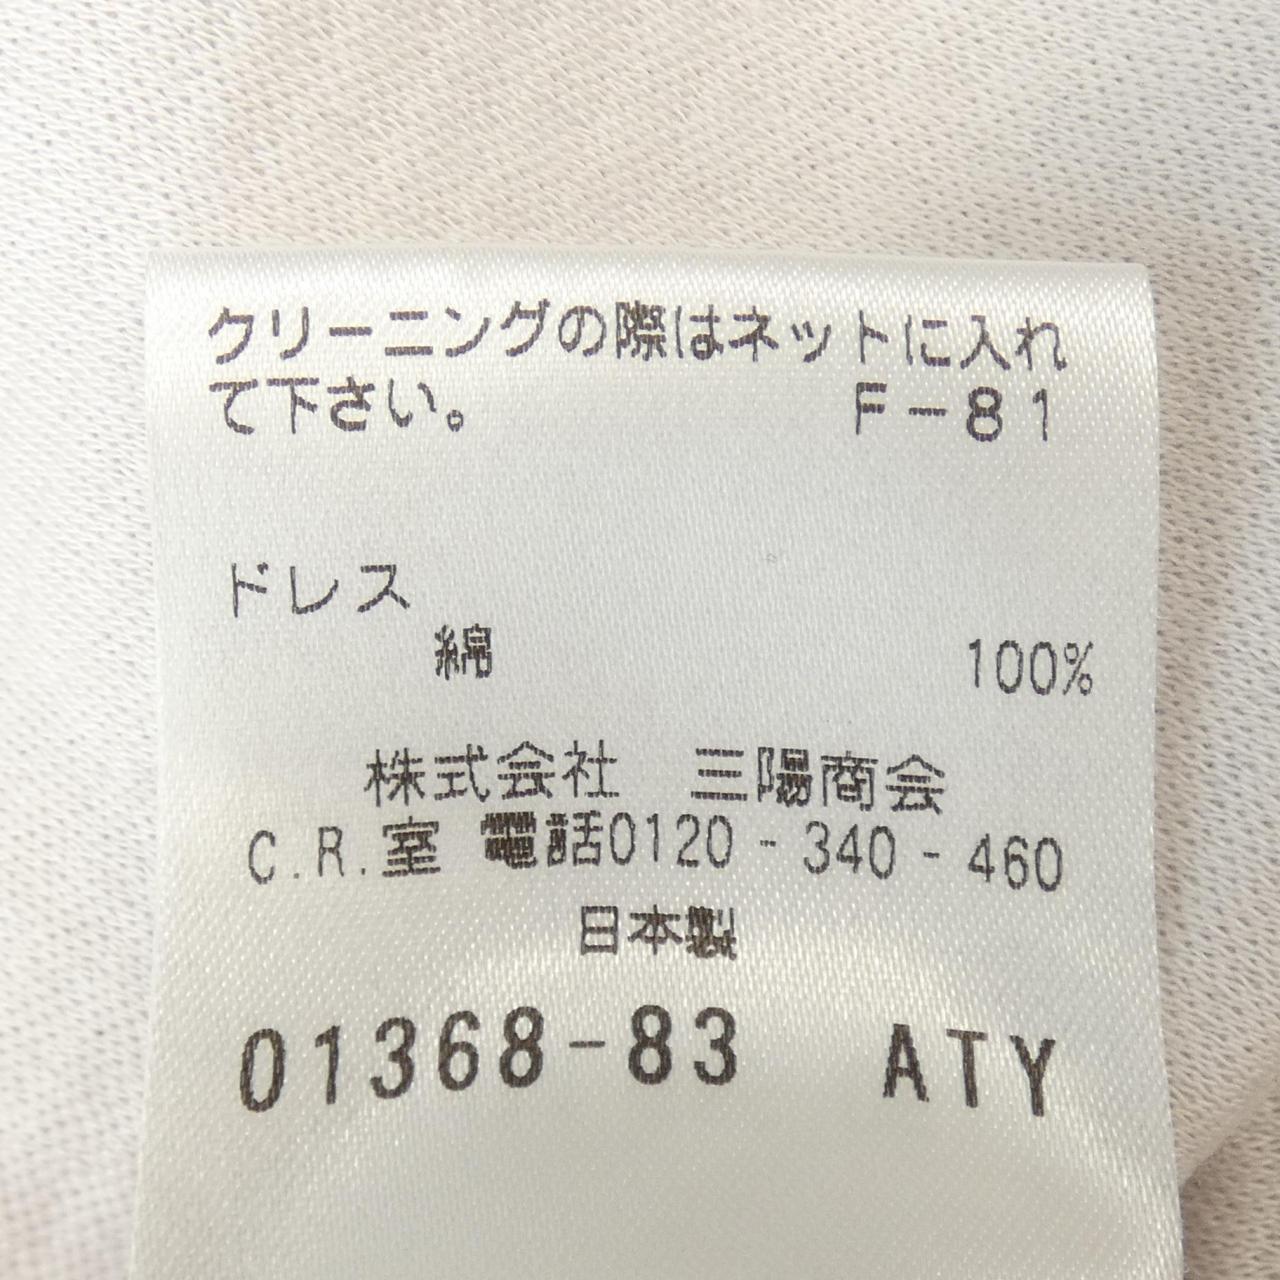 クリーニングの際はネットに入れ
て下さい。 F-81
ドレス
綿 100%
株式会社 三陽商会
C.R.室 電話0120-340-460
日本製
01368-83 ATY